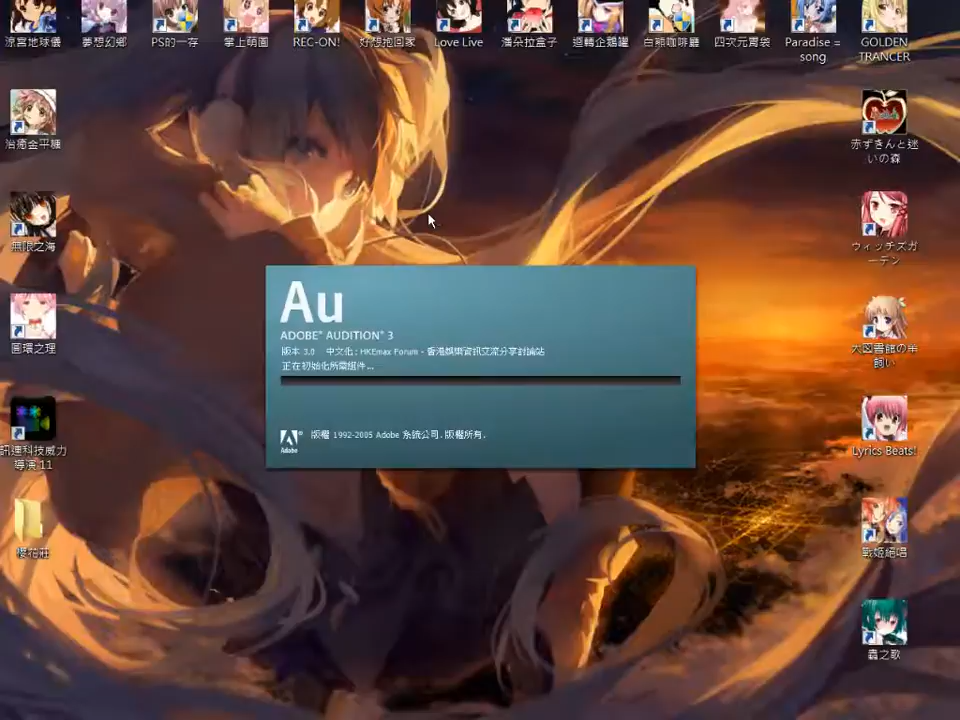 涼宮地球儀
夢想幻鄉
PS的一存
掌上萌園
REC-ON!
好想抱回家
Love Live
潘朵拉盒子
迴轉企鵝罐
白熊咖啡廳
四次元胃袋
Paradise =
song
GOLDEN
TRANCER
治癒金平糖
赤ずきんと迷
いの森
無限之海
ウィッチズガ
ーデン
圓環之理
大図書館の羊
飼い
訊連科技威力
導演 11
Lyrics Beats!
櫻花莊
戰姬絕唱
蟲之歌
Au
ADOBE® AUDITION® 3
版本 3.0 中文化: HKEmax Forum - 香港娛樂資訊交流分享討論站
正在初始化所需組件...
Adobe
版權 1992-2005 Adobe 系統公司. 版權所有.